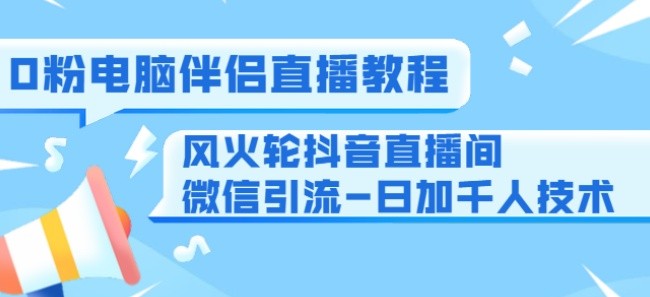 0粉电脑伴侣直播教程
风火轮抖音直播间
微信引流-日加千人技术